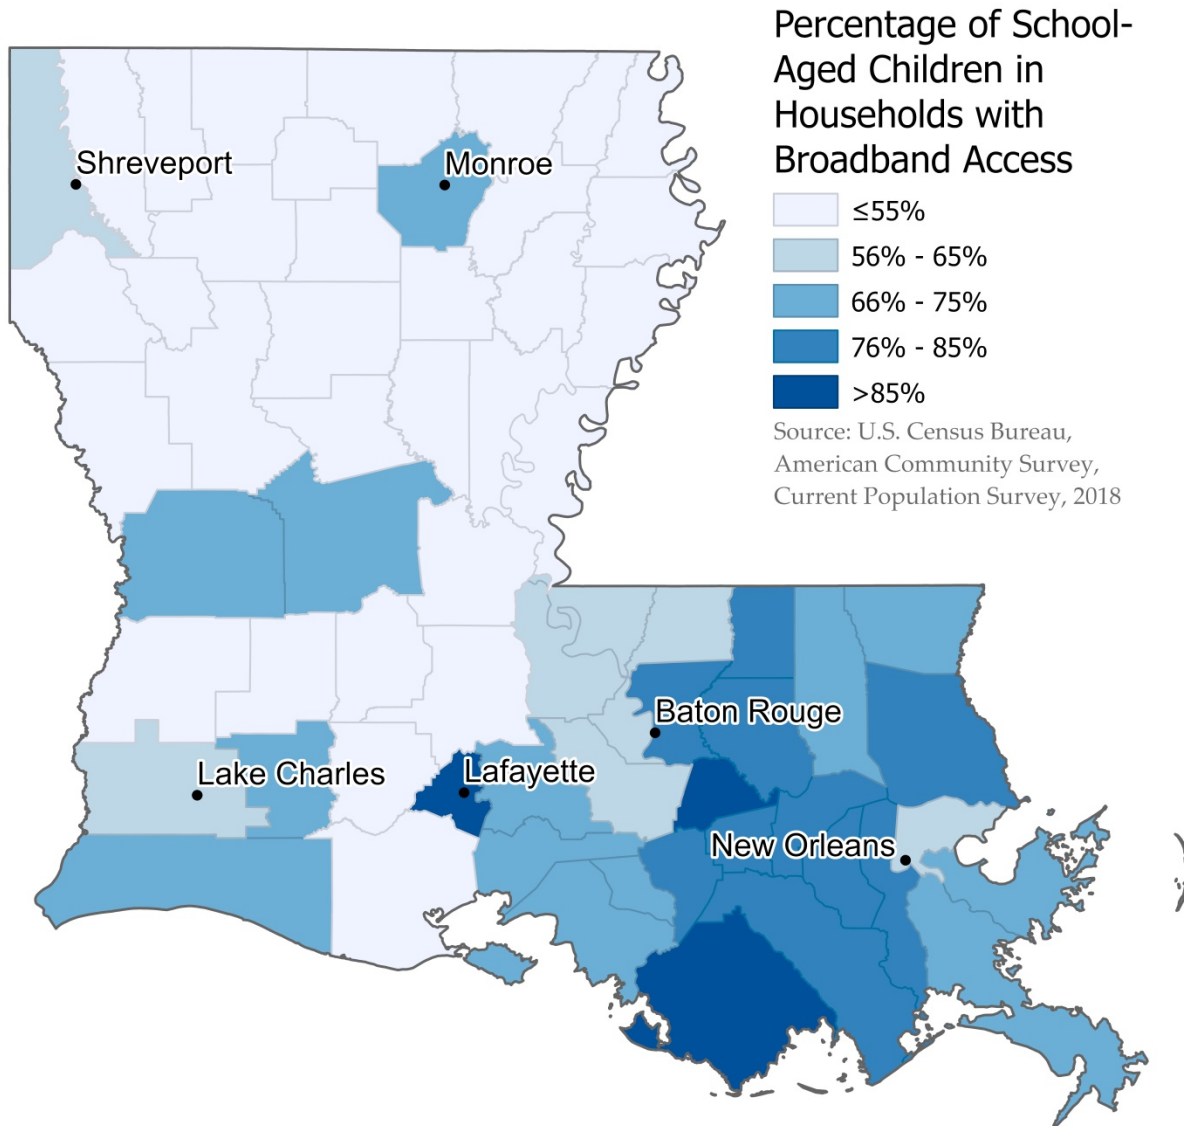 Percentage of School-
Aged Children in
Households with
Broadband Access
≤55%
56% - 65%
66% - 75%
76% - 85%
>85%
Source: U.S. Census Bureau,
American Community Survey,
Current Population Survey, 2018
Shreveport
Monroe
Baton Rouge
Lake Charles
Lafayette
New Orleans